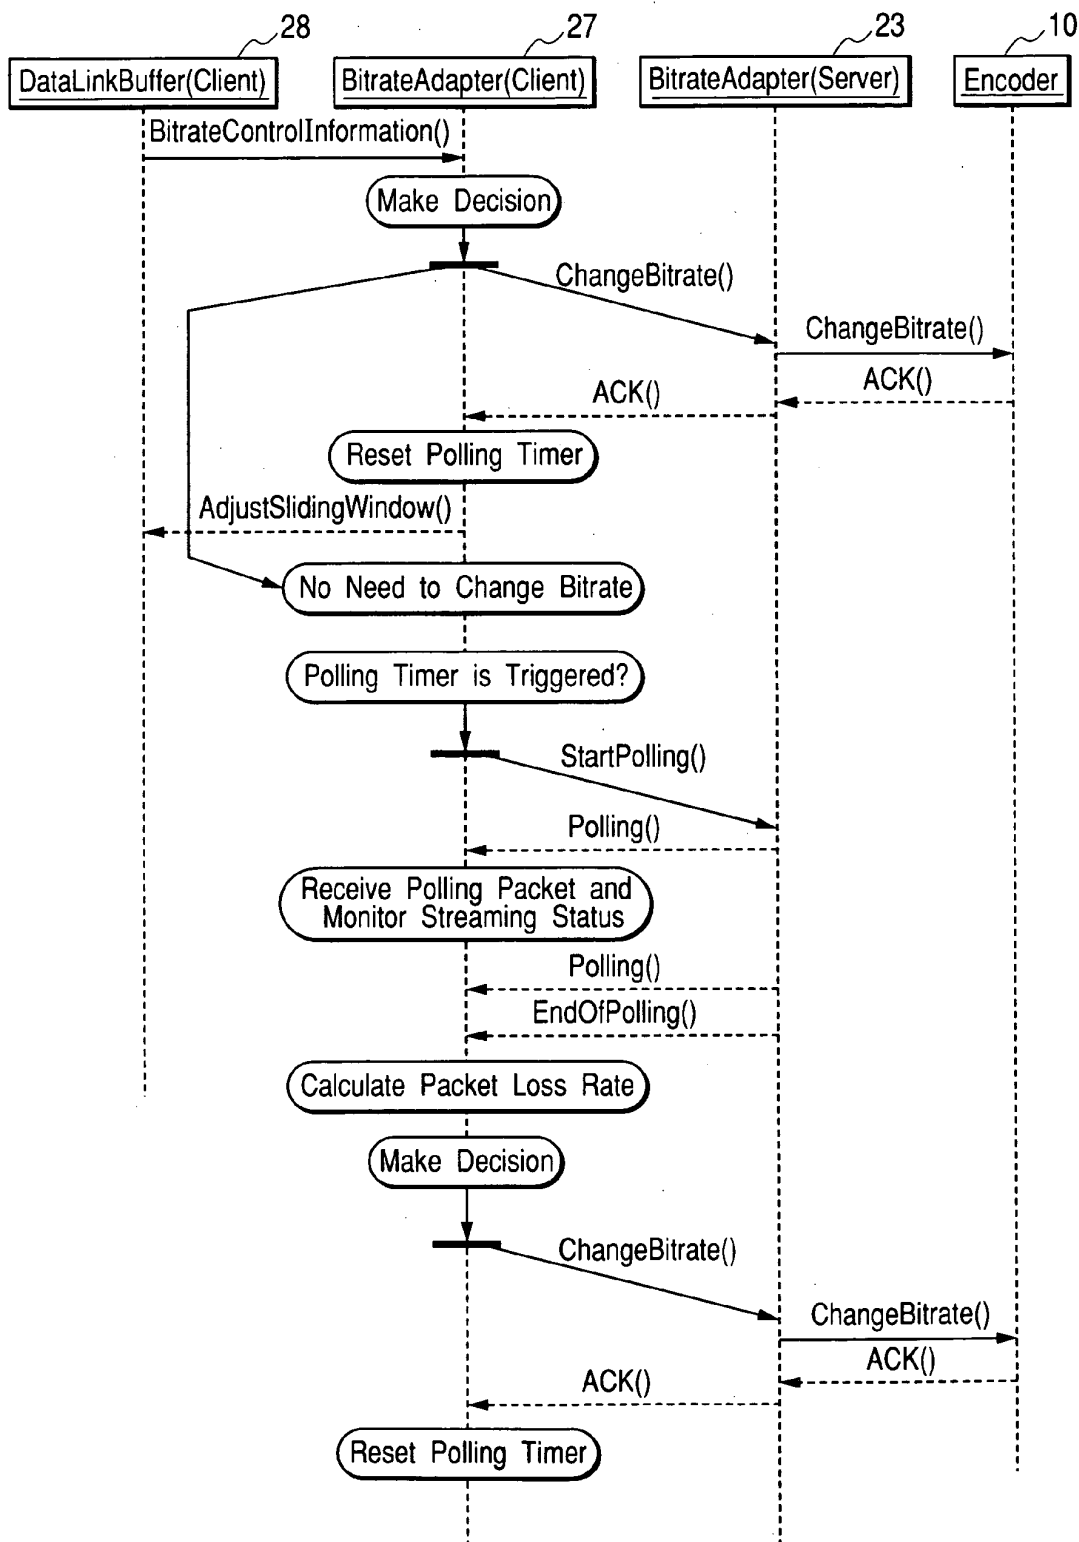 28
27
23
10
DataLinkBuffer(Client)
BitrateAdapter(Client)
BitrateAdapter(Server)
Encoder
BitrateControlInformation()
Make Decision
ChangeBitrate()
ChangeBitrate()
ACK()
ACK()
Reset Polling Timer
AdjustSlidingWindow()
No Need to Change Bitrate
Polling Timer is Triggered?
StartPolling()
Polling()
Receive Polling Packet and
Monitor Streaming Status
Polling()
EndOfPolling()
Calculate Packet Loss Rate
Make Decision
ChangeBitrate()
ChangeBitrate()
ACK()
ACK()
Reset Polling Timer